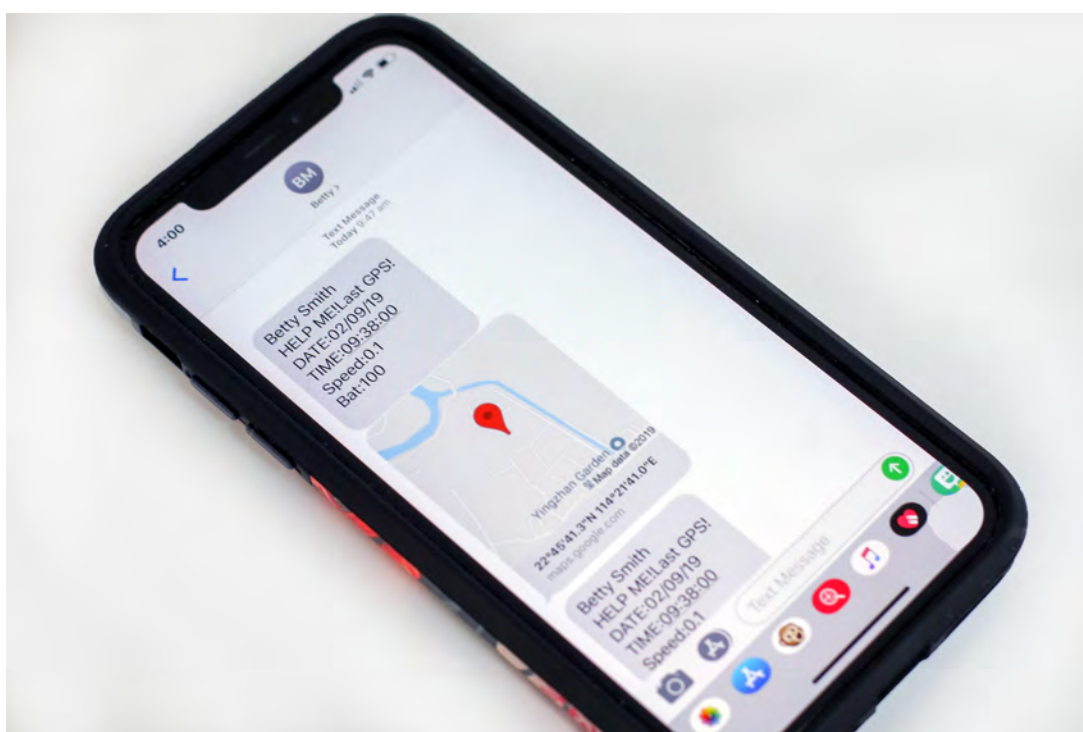 4:00
BM
Betty >
Text Message
Today 9:47 am
Betty Smith
HELP ME!Last GPS!
DATE:02/09/19
TIME:09:38:00
Speed:0.1
Bat:100
Yingzhan Garden
Map data ©2019
22°45'41.3"N 114°21'41.0"E
maps.google.com
Betty Smith
HELP ME!Last GPS!
DATE:02/09/19
TIME:09:38:00
Speed:0.1
Text Message